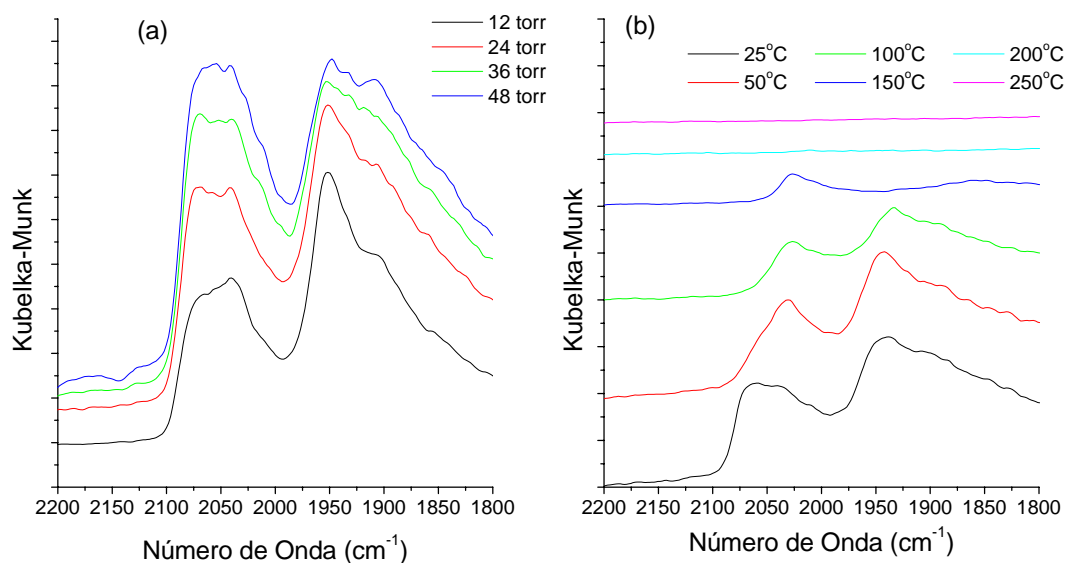 (a)
12 torr
24 torr
36 torr
48 torr
Kubelka-Munk
2200 2150 2100 2050 2000 1950 1900 1850 1800
Número de Onda (cm⁻¹)
(b)
25°C 100°C 200°C
50°C 150°C 250°C
Kubelka-Munk
2200 2150 2100 2050 2000 1950 1900 1850 1800
Número de Onda (cm⁻¹)